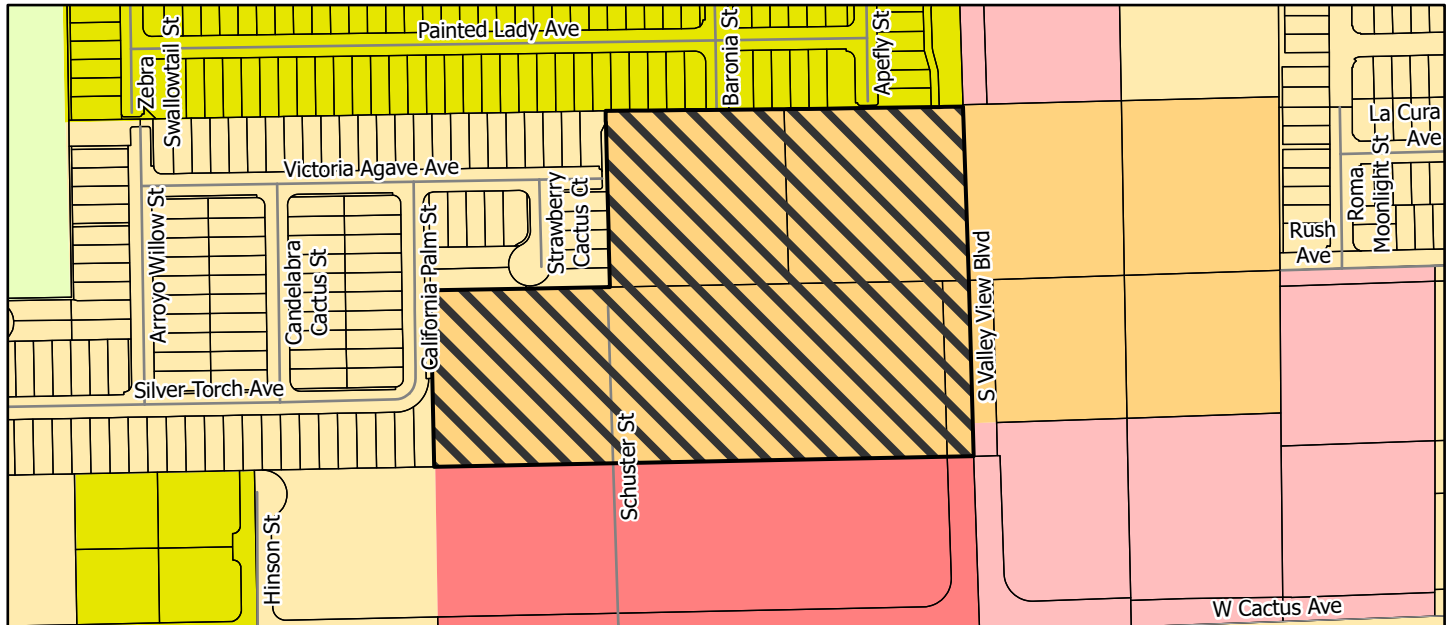 Painted Lady Ave
Zebra
Swallowtail St
Baronia St
Apefly St
La Cura
Ave
Victoria Agave Ave
Strawberry
Cactus Ct
Roma
Moonlight St
Rush
Ave
Arroyo Willow St
Candelabra
Cactus St
California Palm St
S Valley View Blvd
Silver Torch Ave
Schuster St
Hinson St
W Cactus Ave